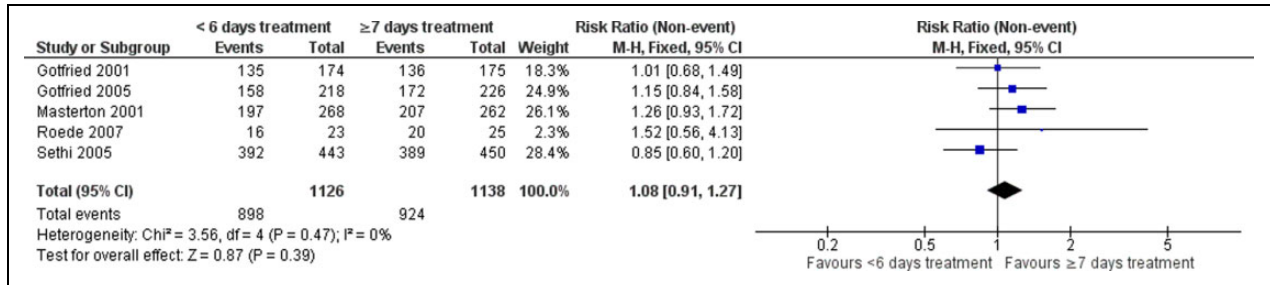 < 6 days treatment ≥7 days treatment Risk Ratio (Non-event) Risk Ratio (Non-event)
Study or Subgroup Events Total Events Total Weight M-H, Fixed, 95% CI M-H, Fixed, 95% CI
Gotfried 2001 135 174 136 175 18.3% 1.01 [0.68, 1.49]
Gotfried 2005 158 218 172 226 24.9% 1.15 [0.84, 1.58]
Masterton 2001 197 268 207 262 26.1% 1.26 [0.93, 1.72]
Roede 2007 16 23 20 25 2.3% 1.52 [0.56, 4.13]
Sethi 2005 392 443 389 450 28.4% 0.85 [0.60, 1.20]
Total (95% CI) 1126 1138 100.0% 1.08 [0.91, 1.27]
Total events 898 924
Heterogeneity: Chi² = 3.56, df = 4 (P = 0.47); I² = 0%
Test for overall effect: Z = 0.87 (P = 0.39)
0.2 0.5 1 2 5
Favours <6 days treatment Favours ≥7 days treatment